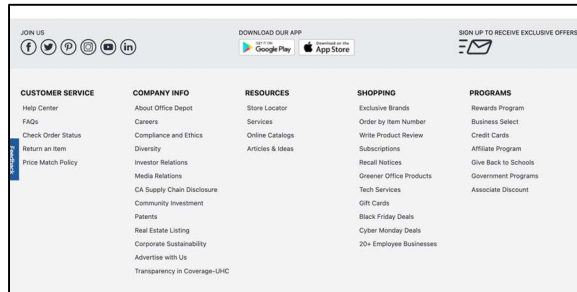 JOIN US
DOWNLOAD OUR APP
SIGN UP TO RECEIVE EXCLUSIVE OFFERS
GET IT ON
Google Play
Download on the
App Store
CUSTOMER SERVICE
Help Center
FAQs
Check Order Status
Return an Item
Price Match Policy
Feedback
COMPANY INFO
About Office Depot
Careers
Compliance and Ethics
Diversity
Investor Relations
Media Relations
CA Supply Chain Disclosure
Community Investment
Patents
Real Estate Listing
Corporate Sustainability
Advertise with Us
Transparency in Coverage-UHC
RESOURCES
Store Locator
Services
Online Catalogs
Articles & Ideas
SHOPPING
Exclusive Brands
Order by Item Number
Write Product Review
Subscriptions
Recall Notices
Greener Office Products
Tech Services
Gift Cards
Black Friday Deals
Cyber Monday Deals
20+ Employee Businesses
PROGRAMS
Rewards Program
Business Select
Credit Cards
Affiliate Program
Give Back to Schools
Government Programs
Associate Discount